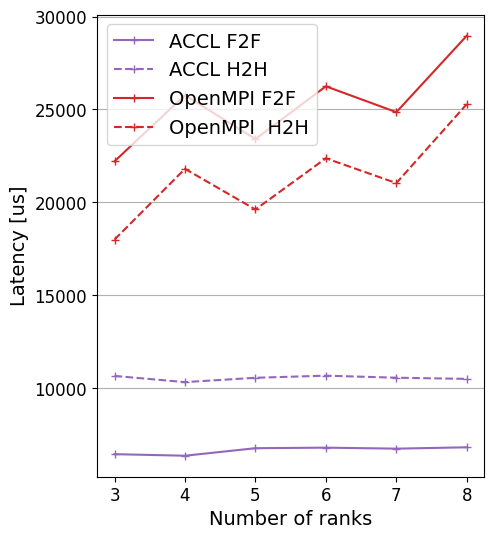 30000
25000
20000
15000
10000
Latency [us]
ACCL F2F
ACCL H2H
OpenMPI F2F
OpenMPI  H2H
3 4 5 6 7 8
Number of ranks